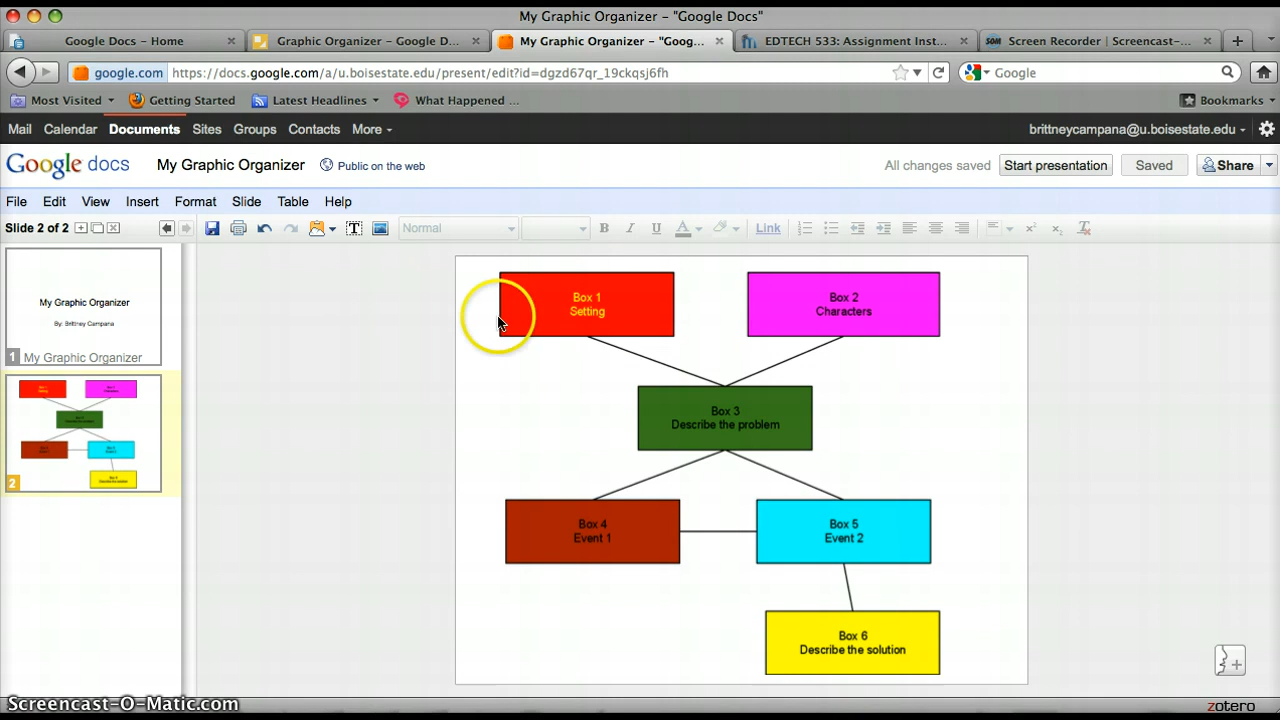 My Graphic Organizer – "Google Docs"
Google Docs – Home
Graphic Organizer – Google D...
My Graphic Organizer – "Goog...
EDTECH 533: Assignment Inst...
Screen Recorder | Screencast-...
google.com
https://docs.google.com/a/u.boisestate.edu/present/edit?id=dgzd67qr_19ckqsj6fh
Google
Most Visited
Getting Started
Latest Headlines
What Happened ...
Bookmarks
Mail Calendar Documents Sites Groups Contacts More
brittneycampana@u.boisestate.edu
Google docs
My Graphic Organizer
Public on the web
All changes saved
Start presentation
Saved
Share
File Edit View Insert Format Slide Table Help
Slide 2 of 2
Normal
B I U A
Link
My Graphic Organizer
By: Brittney Campana
1 My Graphic Organizer
2
Box 1
Setting
Box 2
Characters
Box 3
Describe the problem
Box 4
Event 1
Box 5
Event 2
Box 6
Describe the solution
Screencast-O-Matic.com
zotero